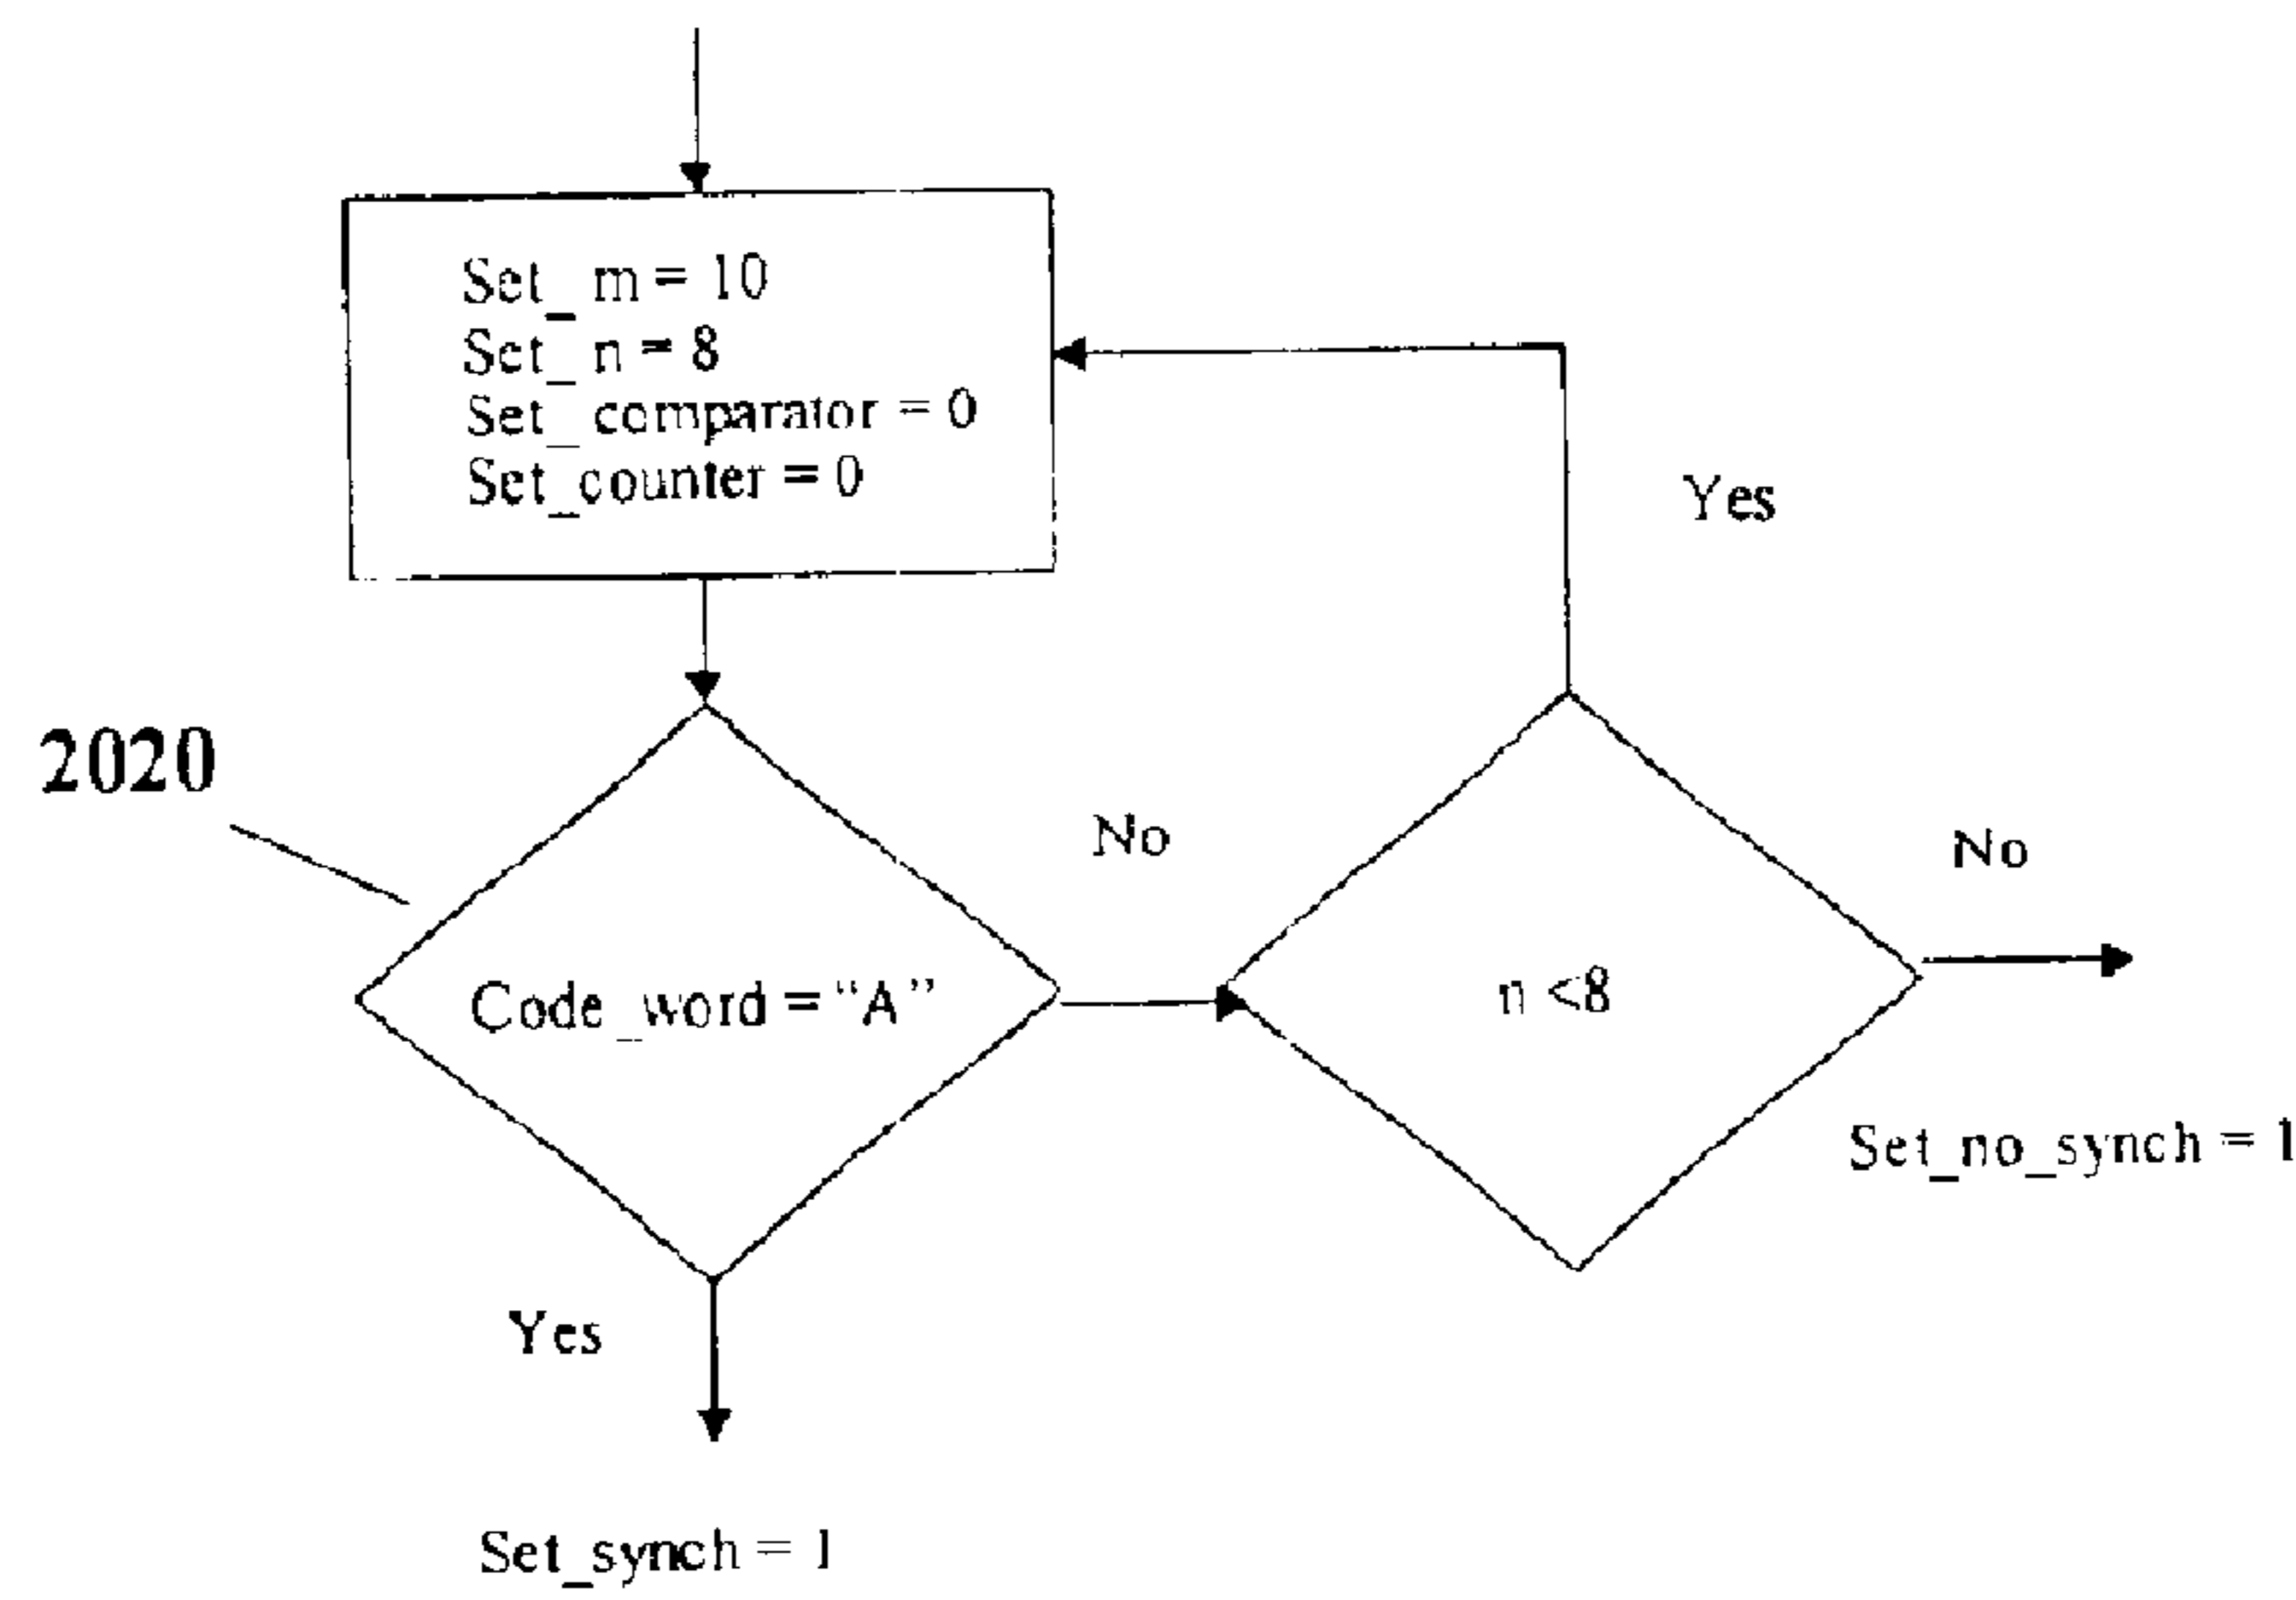 Set_ m = 10
Set_ n = 8
Set_ comparator = 0
Set_counter = 0
Yes
2020
No
No
Code_word = “A”
n <8
Set_no_synch = 1
Yes
Set_synch = 1